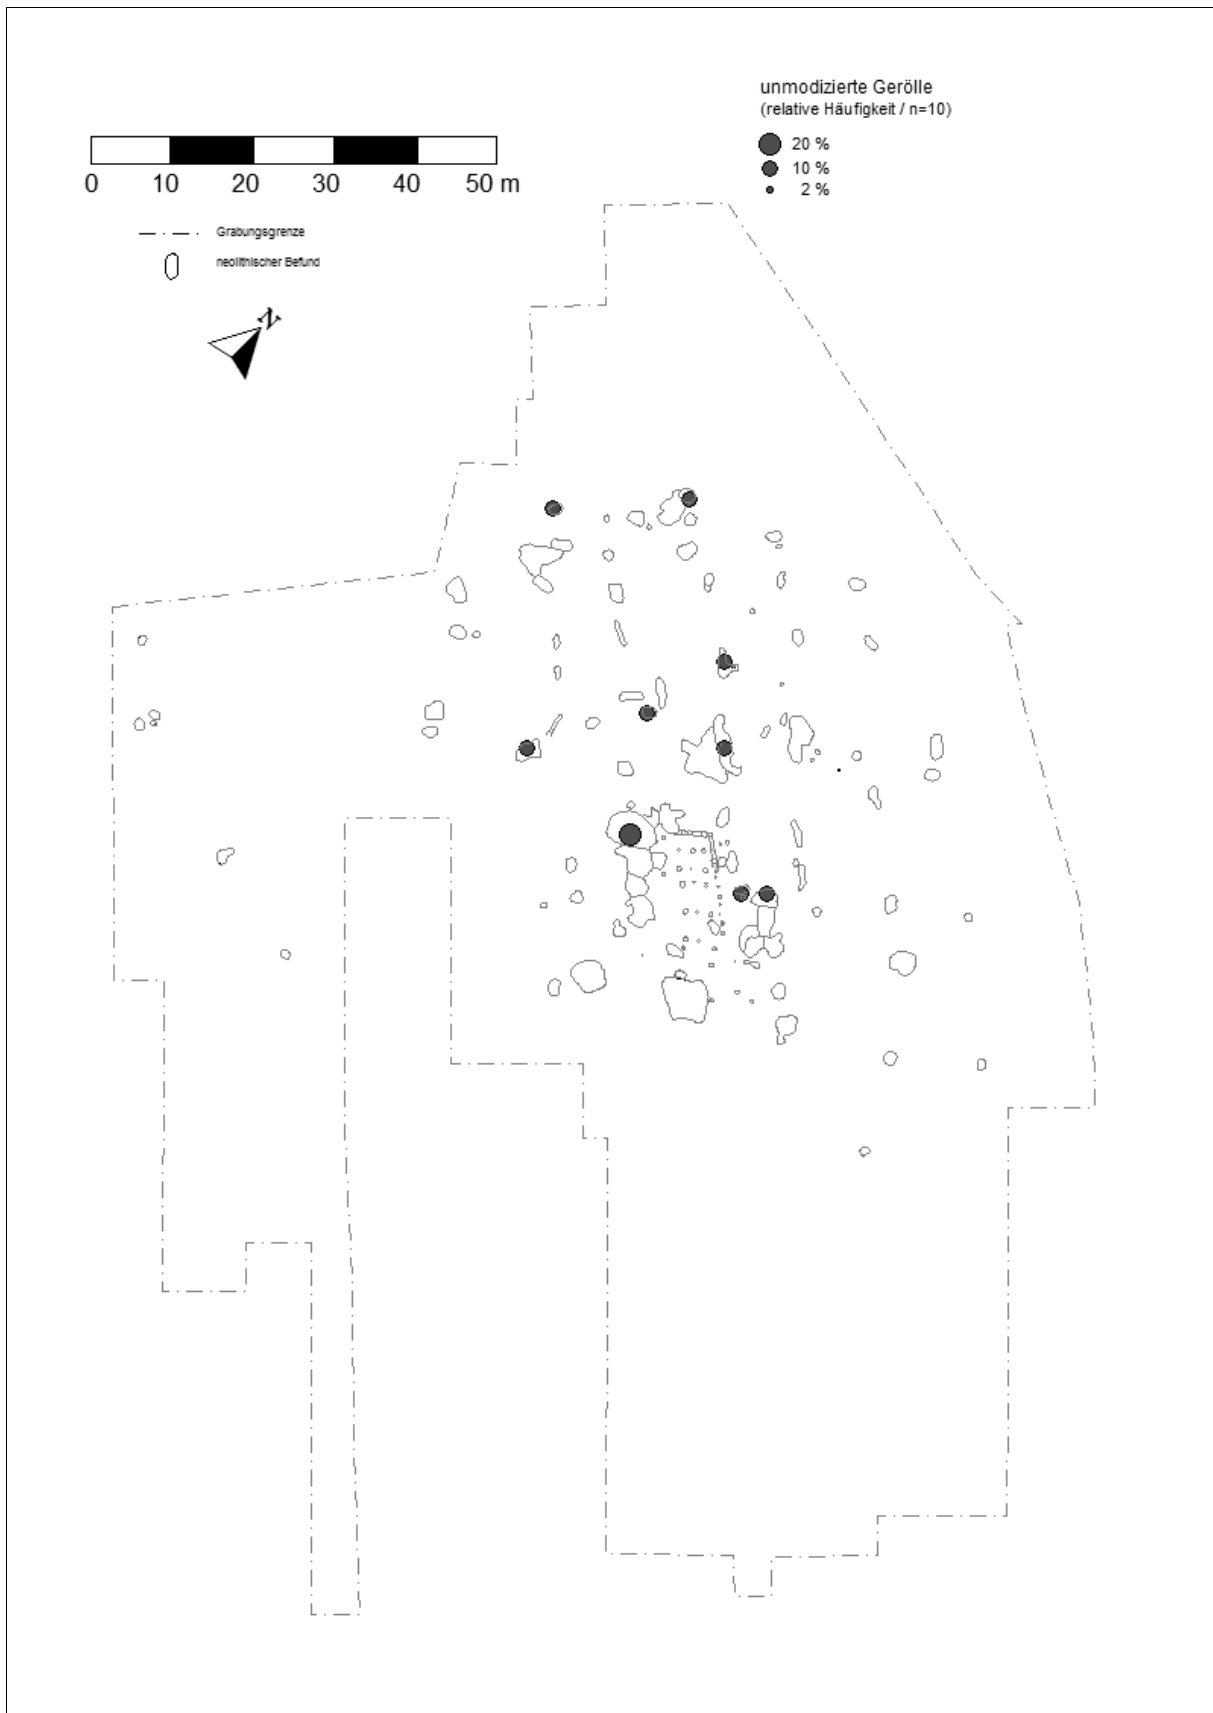 unmodizierte Gerölle
(relative Häufigkeit / n=10)
20 %
10 %
2 %
0 10 20 30 40 50 m
Grabungsgrenze
neolithischer Befund
N